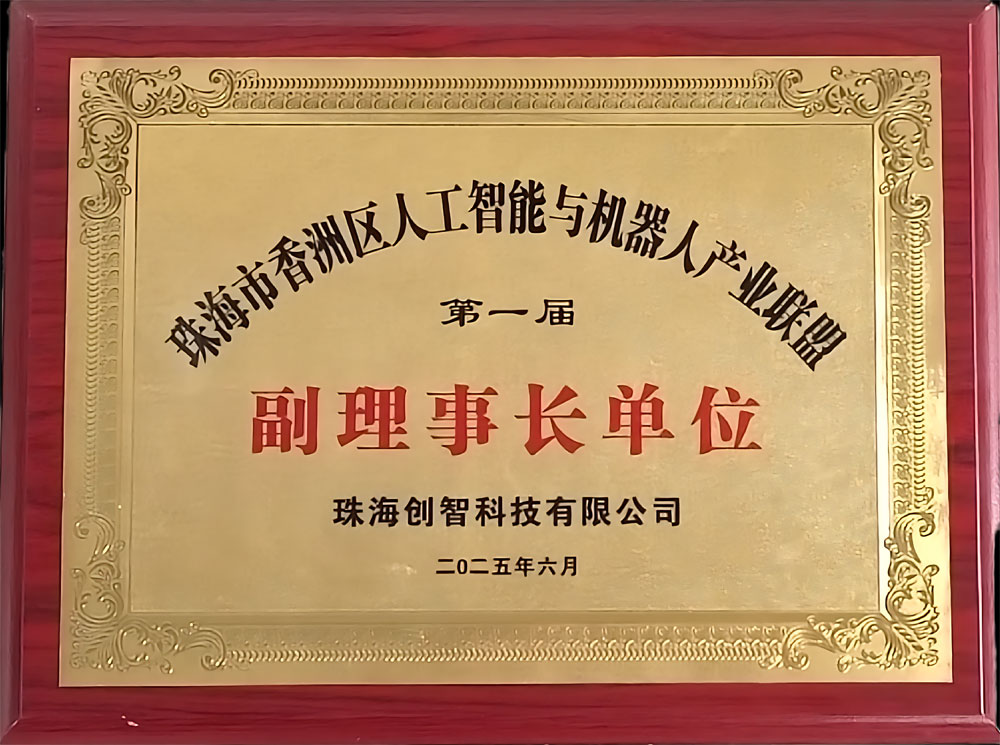 珠海市香洲区人工智能与机器人产业联盟
第一届
副理事长单位
珠海创智科技有限公司
二0二五年六月